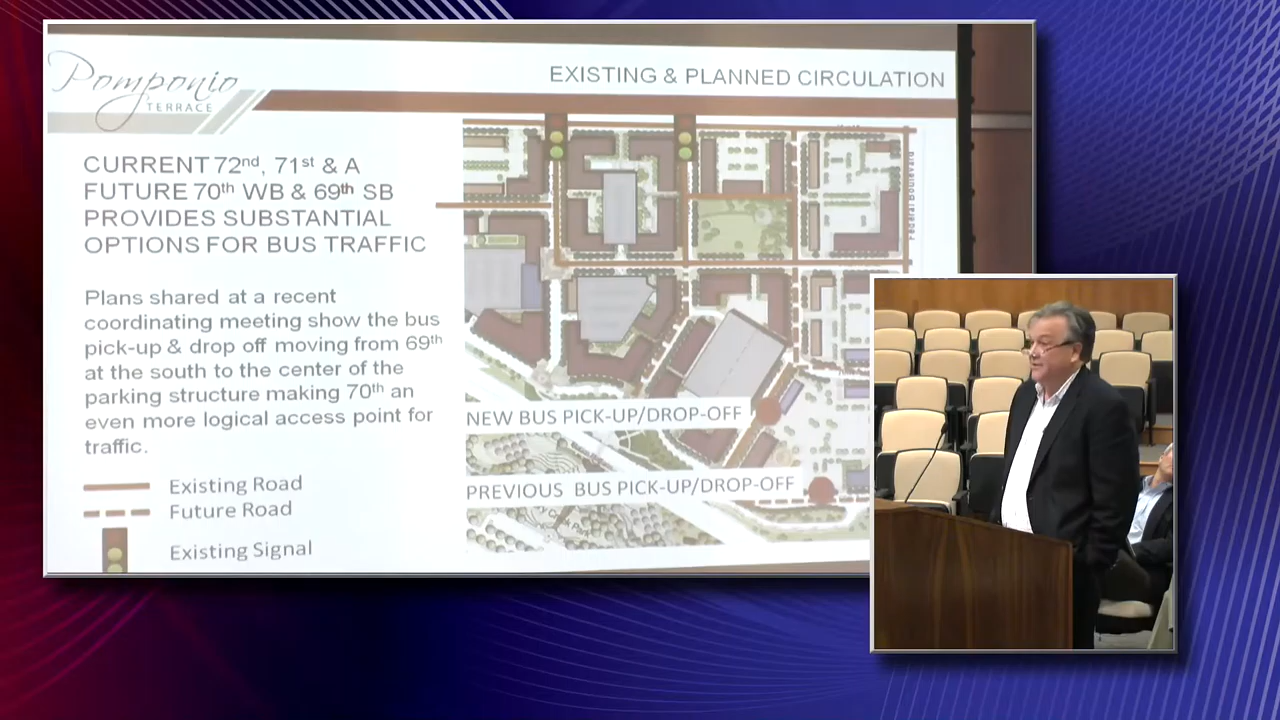 Pomponio
TERRACE
EXISTING & PLANNED CIRCULATION
CURRENT 72nd, 71st & A
FUTURE 70th WB & 69th SB
PROVIDES SUBSTANTIAL
OPTIONS FOR BUS TRAFFIC
Plans shared at a recent
coordinating meeting show the bus
pick-up & drop off moving from 69th
at the south to the center of the
parking structure making 70th an
even more logical access point for
traffic.
Existing Road
Future Road
Existing Signal
Federal Boulevard
NEW BUS PICK-UP/DROP-OFF
PREVIOUS BUS PICK-UP/DROP-OFF